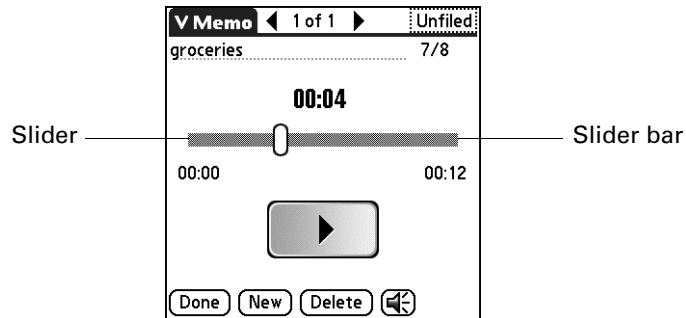 V Memo 1 of 1 Unfiled
groceries 7/8
00:04
Slider Slider bar
00:00 00:12
Done New Delete